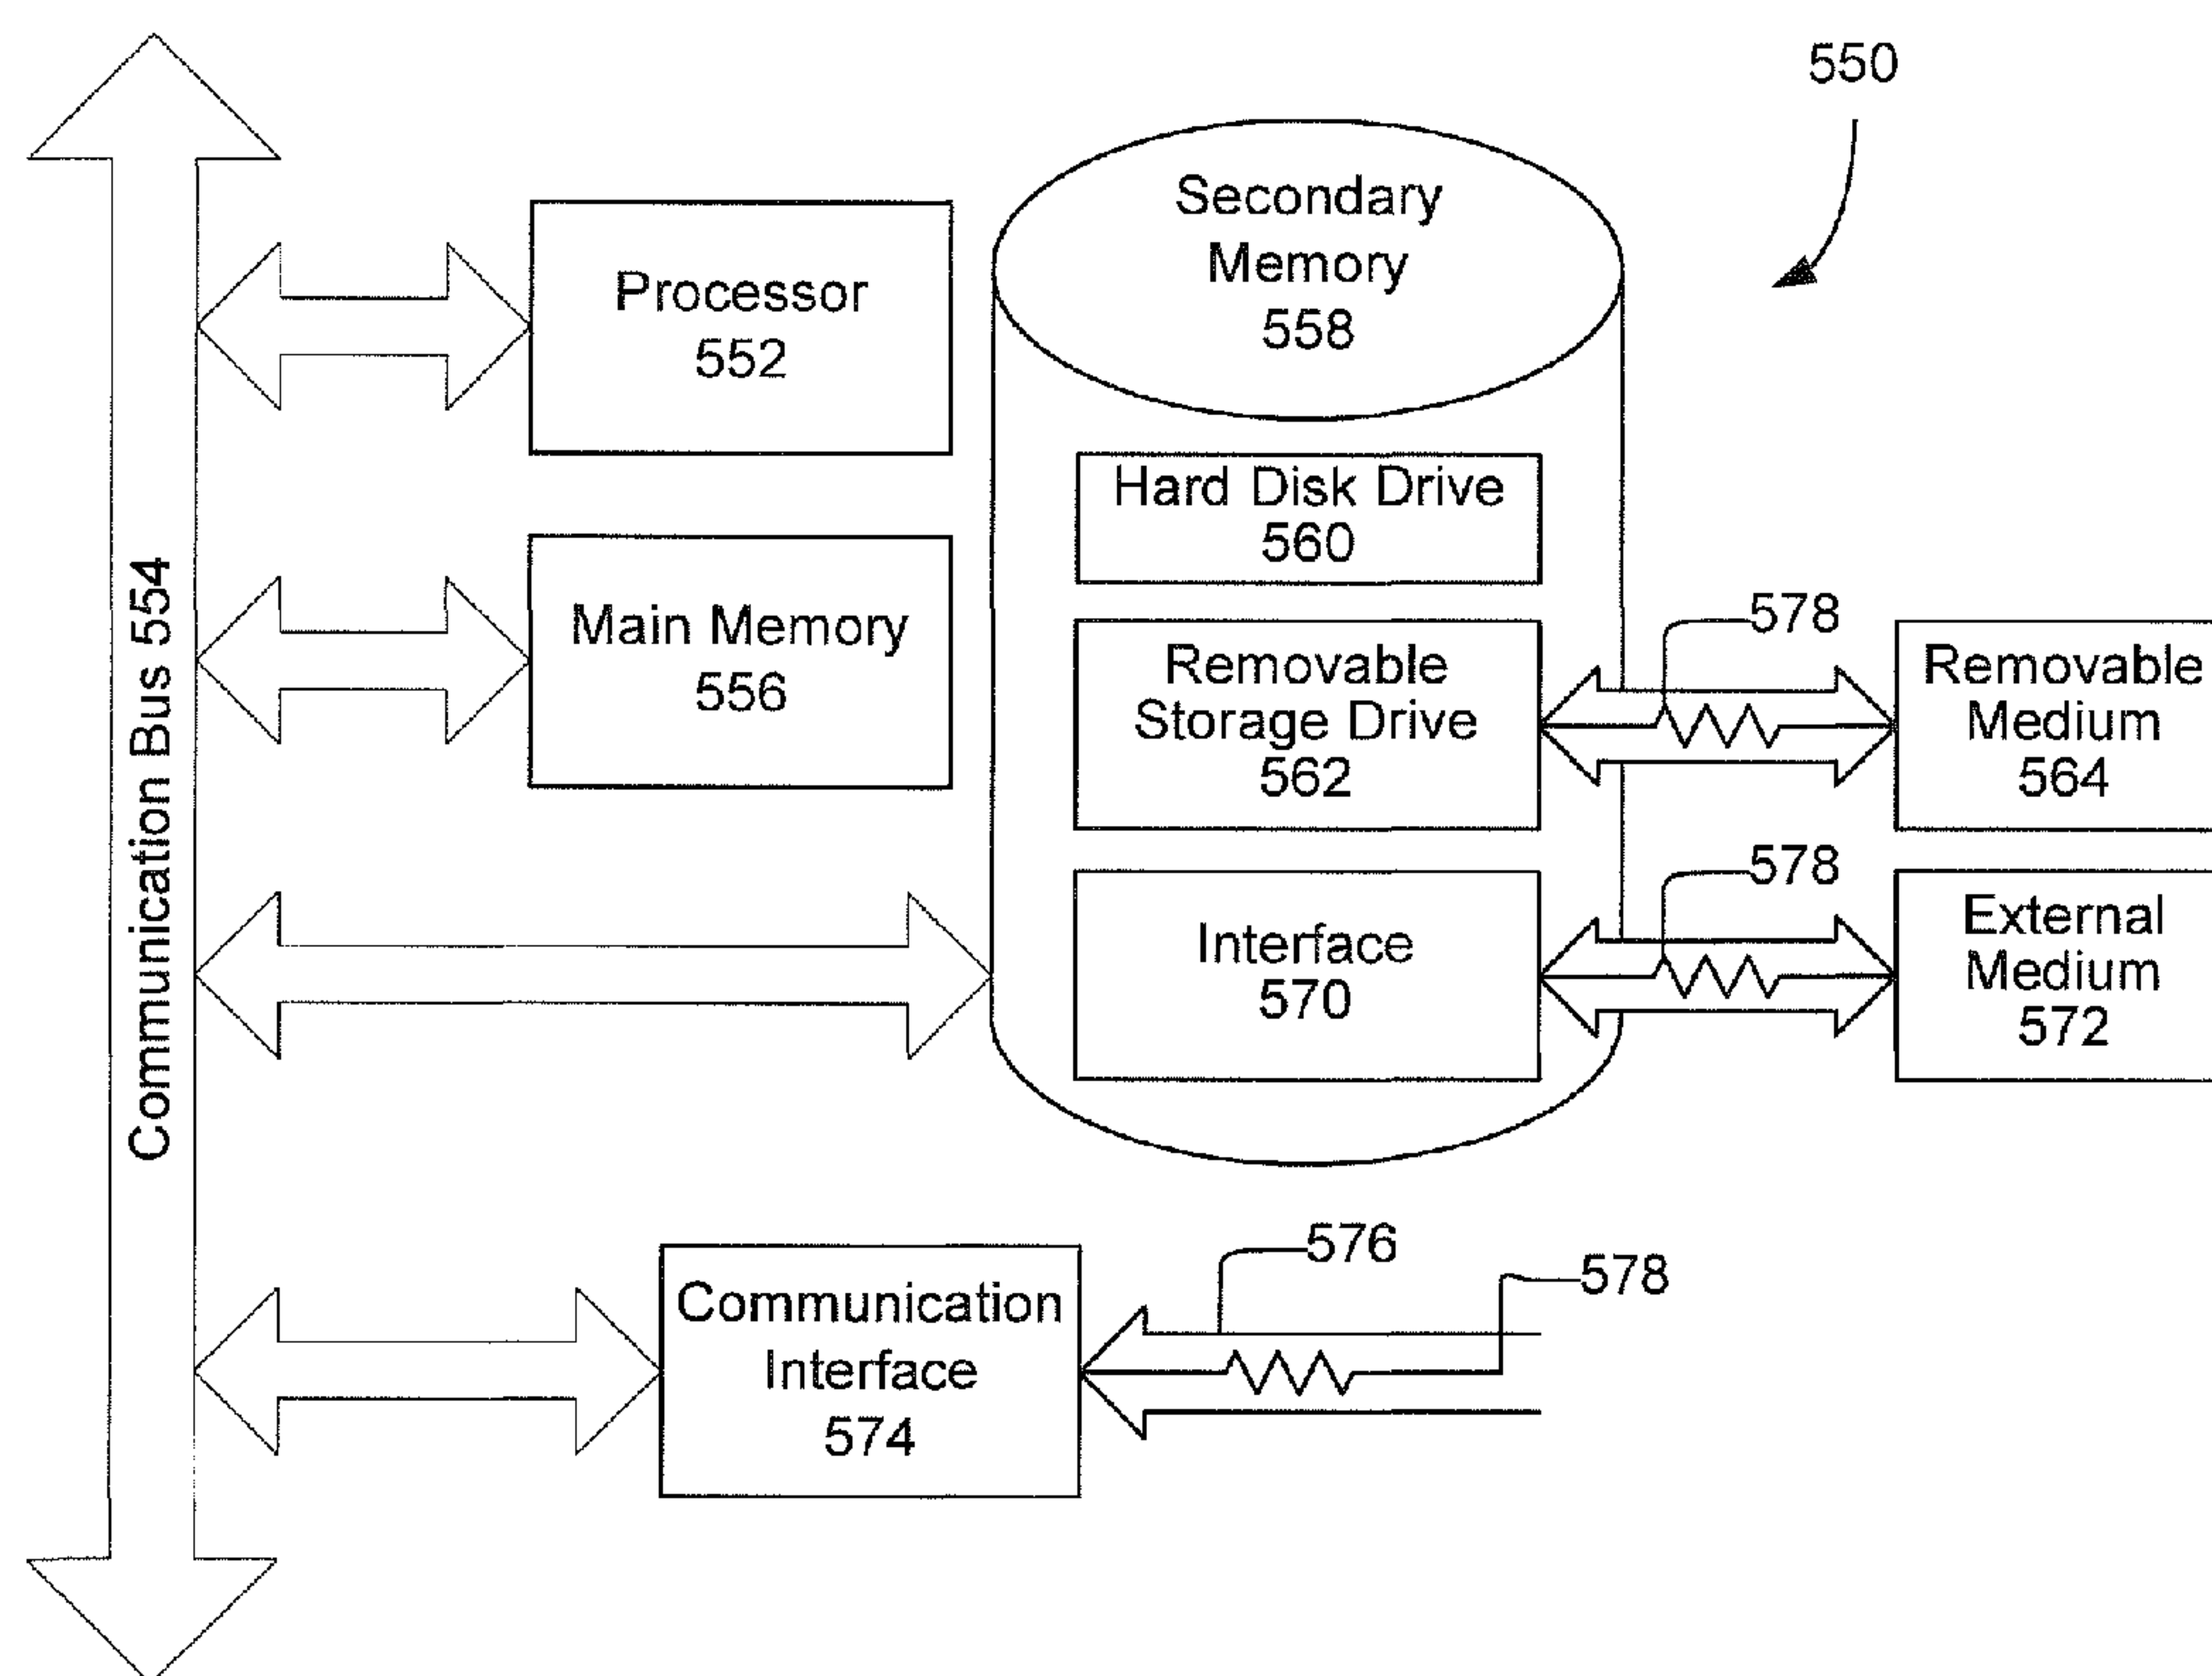 550
Secondary
Memory
558
Processor
552
Hard Disk Drive
560
Main Memory
556
578
Removable
Storage Drive
562
Removable
Medium
564
Communication Bus 554
578
Interface
570
External
Medium
572
576
578
Communication
Interface
574